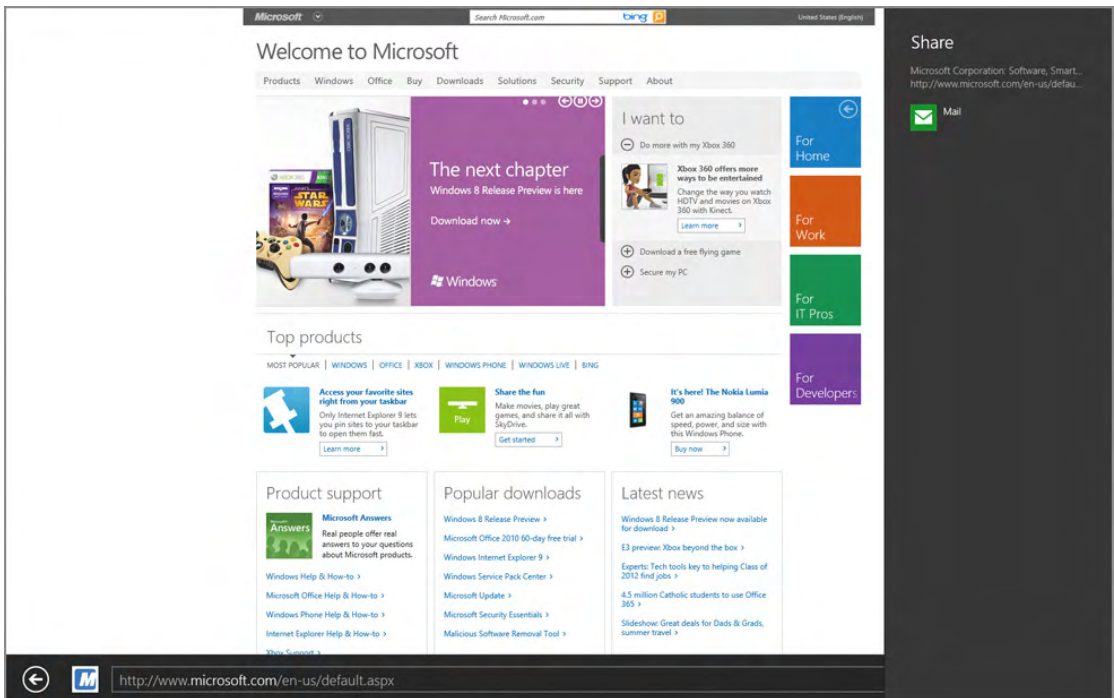 Microsoft
Search Microsoft.com
bing
United States (English)
Welcome to Microsoft
Products Windows Office Buy Downloads Solutions Security Support About
XBOX 360
STAR WARS
The next chapter
Windows 8 Release Preview is here
Download now →
Windows
I want to
Do more with my Xbox 360
Xbox 360 offers more
ways to be entertained
Change the way you watch
HDTV and movies on Xbox
360 with Kinect.
Learn more >
Download a free flying game
Secure my PC
For
Home
For
Work
For
IT Pros
For
Developers
Top products
MOST POPULAR | WINDOWS | OFFICE | XBOX | WINDOWS PHONE | WINDOWS LIVE | BING
Access your favorite sites
right from your taskbar
Only Internet Explorer 9 lets
you pin sites to your taskbar
to open them fast.
Learn more >
Play
Share the fun
Make movies, play great
games, and share it all with
SkyDrive.
Get started >
It's here! The Nokia Lumia
900
Get an amazing balance of
speed, power, and size with
this Windows Phone.
Buy now >
Product support
Microsoft
Answers
Microsoft Answers
Real people offer real
answers to your questions
about Microsoft products.
Windows Help & How-to >
Microsoft Office Help & How-to >
Windows Phone Help & How-to >
Internet Explorer Help & How-to >
Xbox Support >
Popular downloads
Windows 8 Release Preview >
Microsoft Office 2010 60-day free trial >
Windows Internet Explorer 9 >
Windows Service Pack Center >
Microsoft Update >
Microsoft Security Essentials >
Malicious Software Removal Tool >
Latest news
Windows 8 Release Preview now available
for download >
E3 preview: Xbox beyond the box >
Experts: Tech tools key to helping Class of
2012 find jobs >
4.5 million Catholic students to use Office
365 >
Slideshow: Great deals for Dads & Grads,
summer travel >
M
http://www.microsoft.com/en-us/default.aspx
Share
Microsoft Corporation: Software, Smart...
http://www.microsoft.com/en-us/defau...
Mail